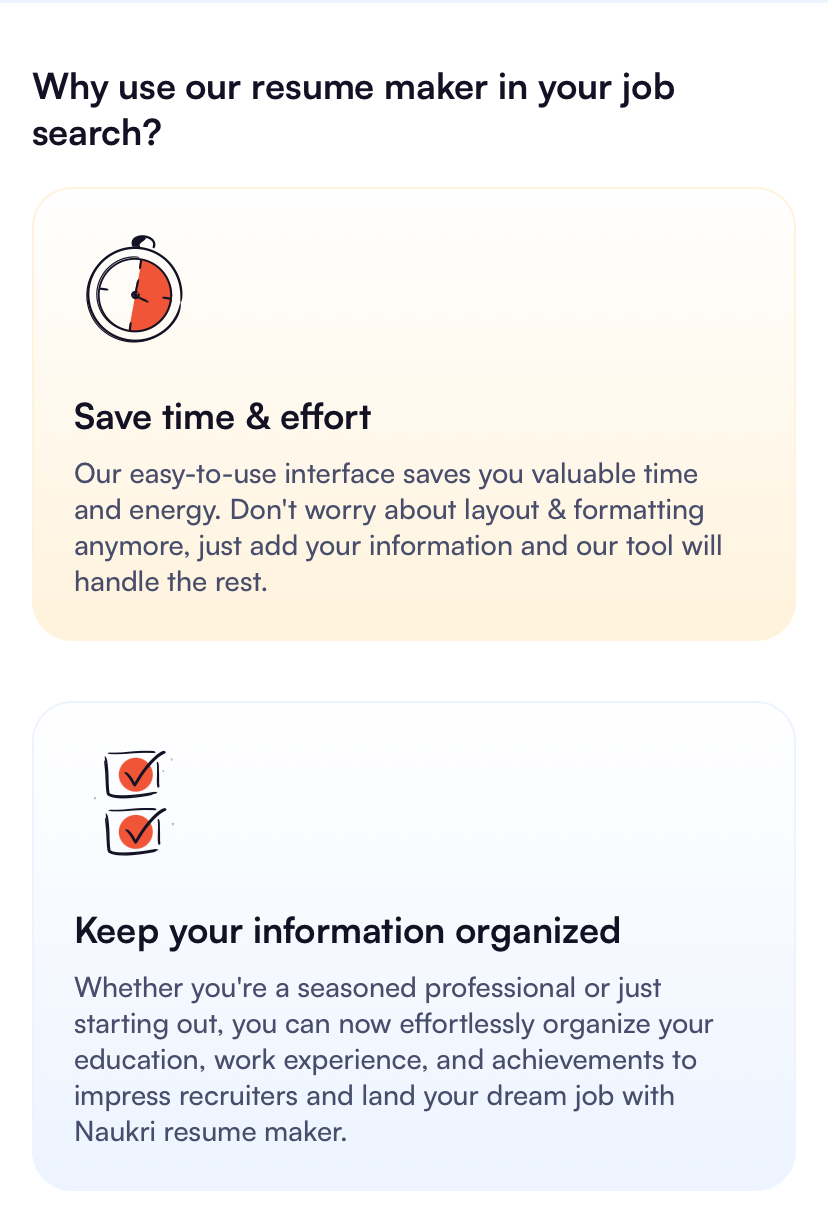 Why use our resume maker in your job
search?
Save time & effort
Our easy-to-use interface saves you valuable time
and energy. Don't worry about layout & formatting
anymore, just add your information and our tool will
handle the rest.
Keep your information organized
Whether you're a seasoned professional or just
starting out, you can now effortlessly organize your
education, work experience, and achievements to
impress recruiters and land your dream job with
Naukri resume maker.